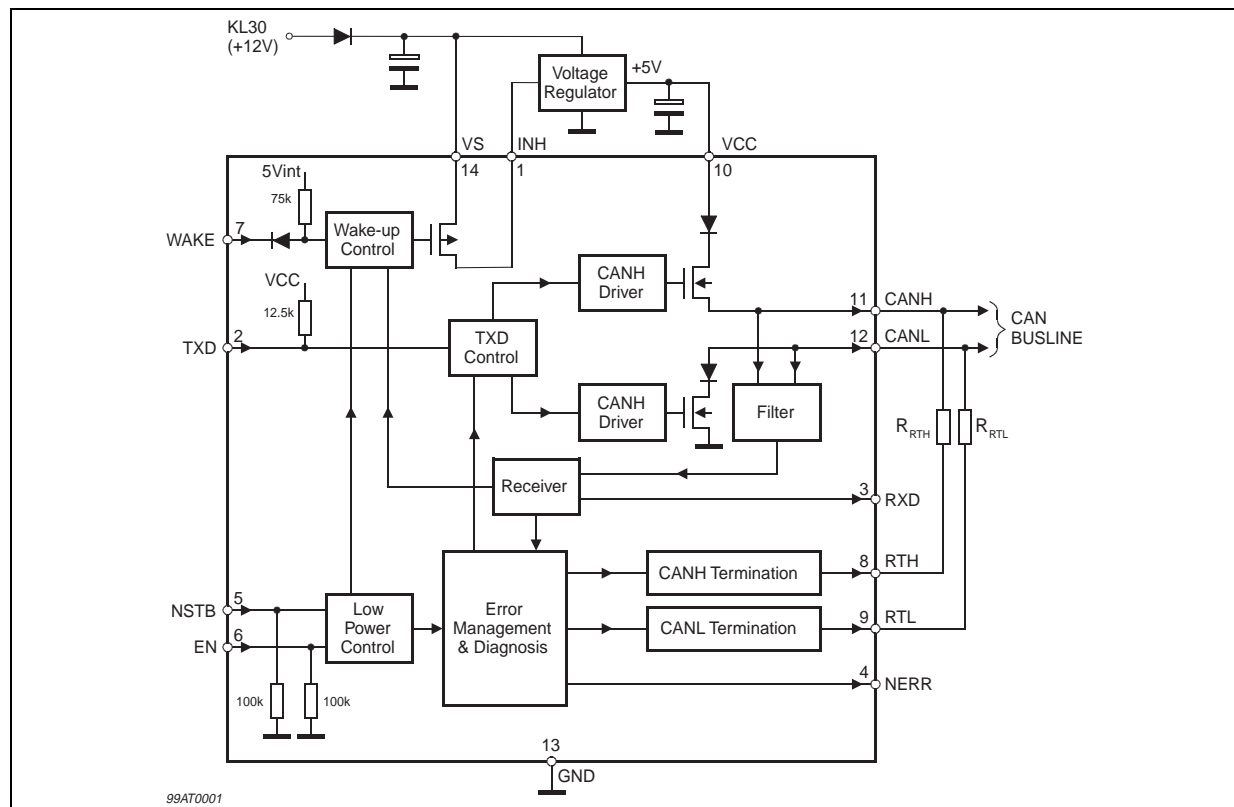 KL30
(+12V)
Voltage
Regulator
+5V
VS
INH
VCC
14
1
10
5Vint
75k
7
WAKE
Wake-up
Control
VCC
12.5k
2
TXD
TXD
Control
CANH
Driver
11
CANH
12
CANL
CAN
BUSLINE
CANH
Driver
Filter
RRTH
RRTL
Receiver
3
RXD
CANH Termination
8
RTH
5
NSTB
Low
Power
Control
Error
Management
& Diagnosis
CANL Termination
9
RTL
6
EN
4
NERR
100k
100k
13
GND
99AT0001